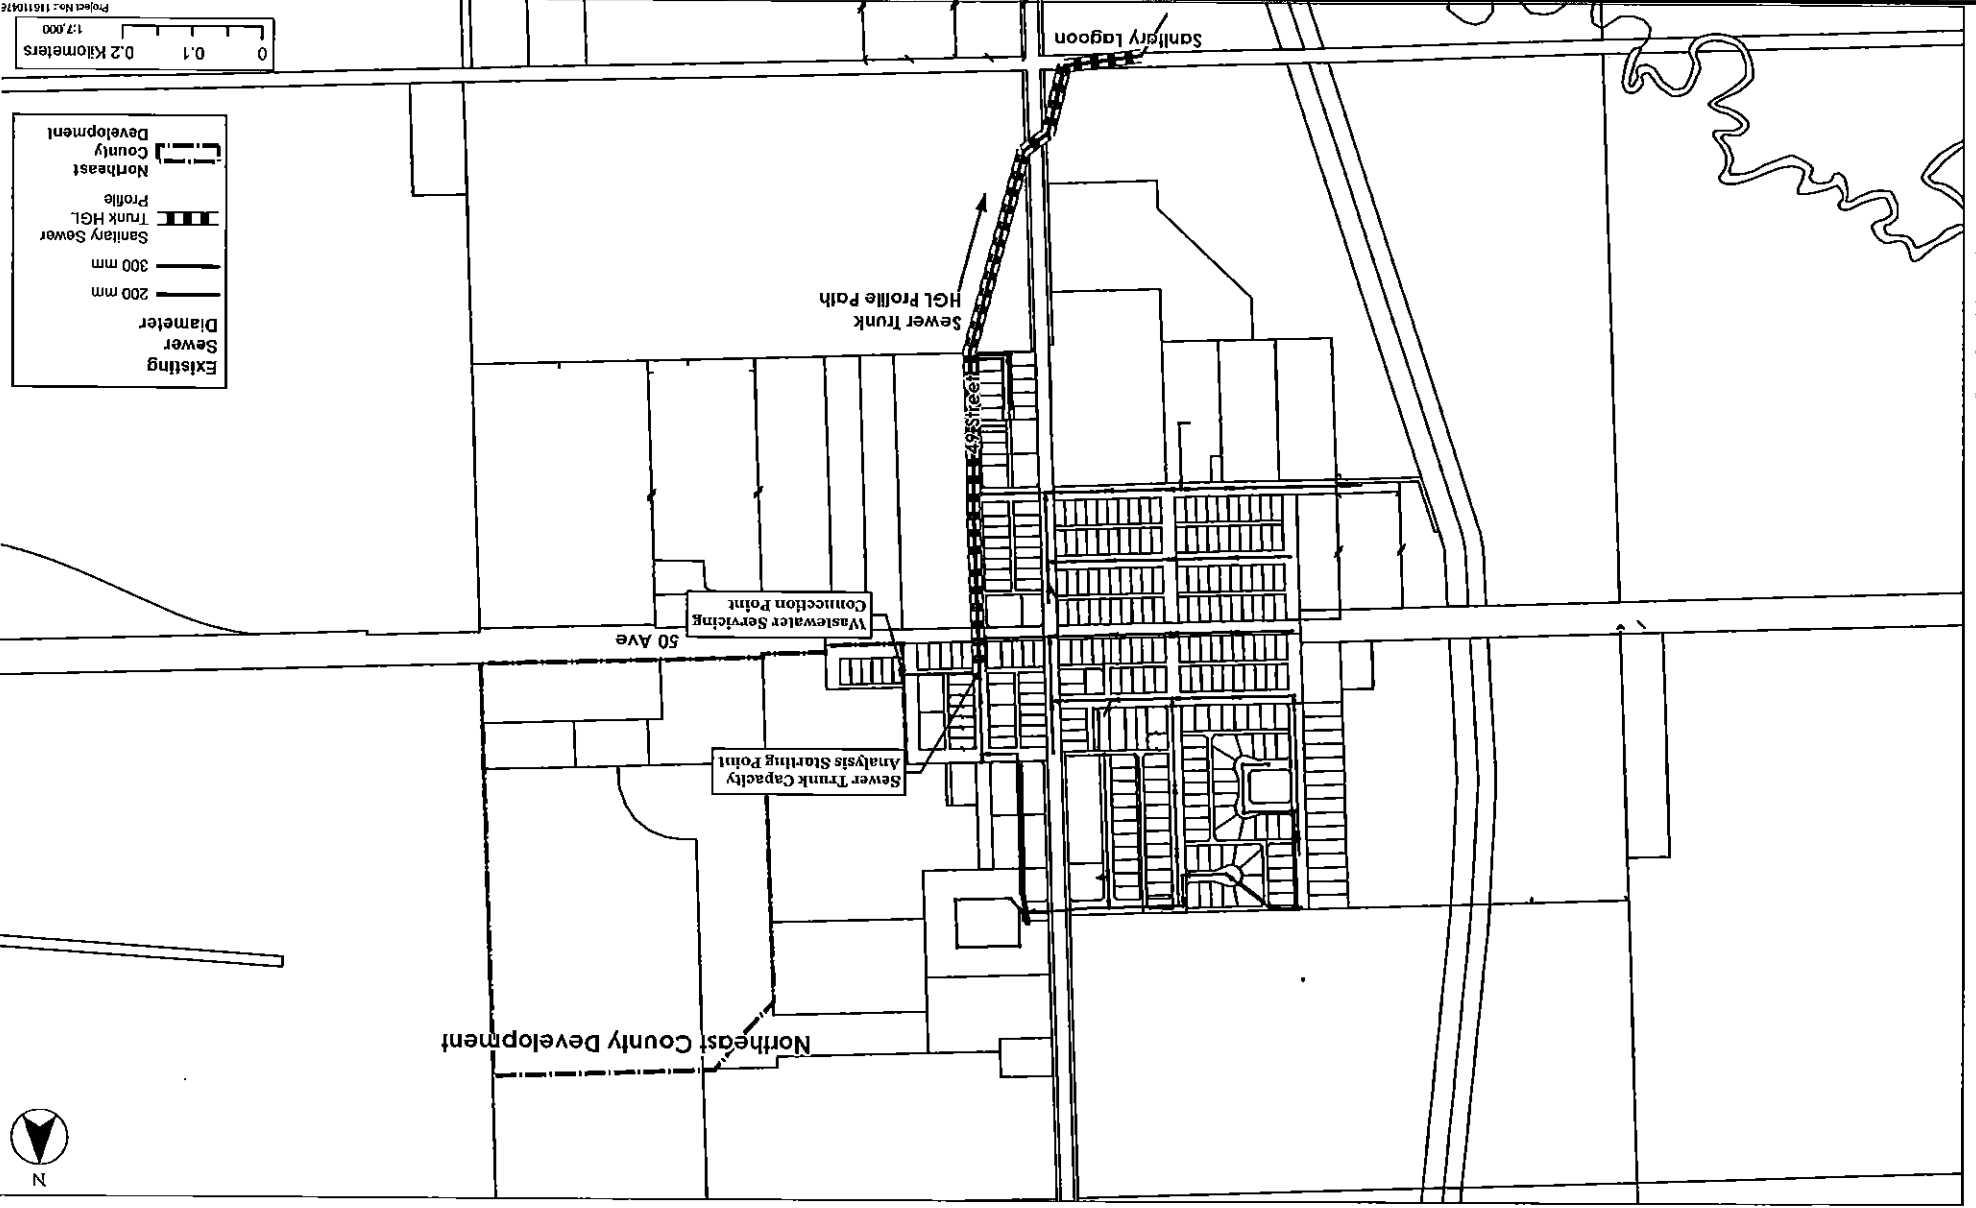 N
Northeast County Development
Sewer Trunk Capacity
Analysis Starting Point
50 Ave
Wastewater Servicing
Connection Point
49 Street
Sewer Trunk
HGL Profile Path
Sanitary Lagoon
Existing
Sewer
Diameter
200 mm
300 mm
Sanitary Sewer
Trunk HGL
Profile
Northeast
County
Development
0 0.1 0.2 Kilometers
1:7,000
Project No.: 116110476